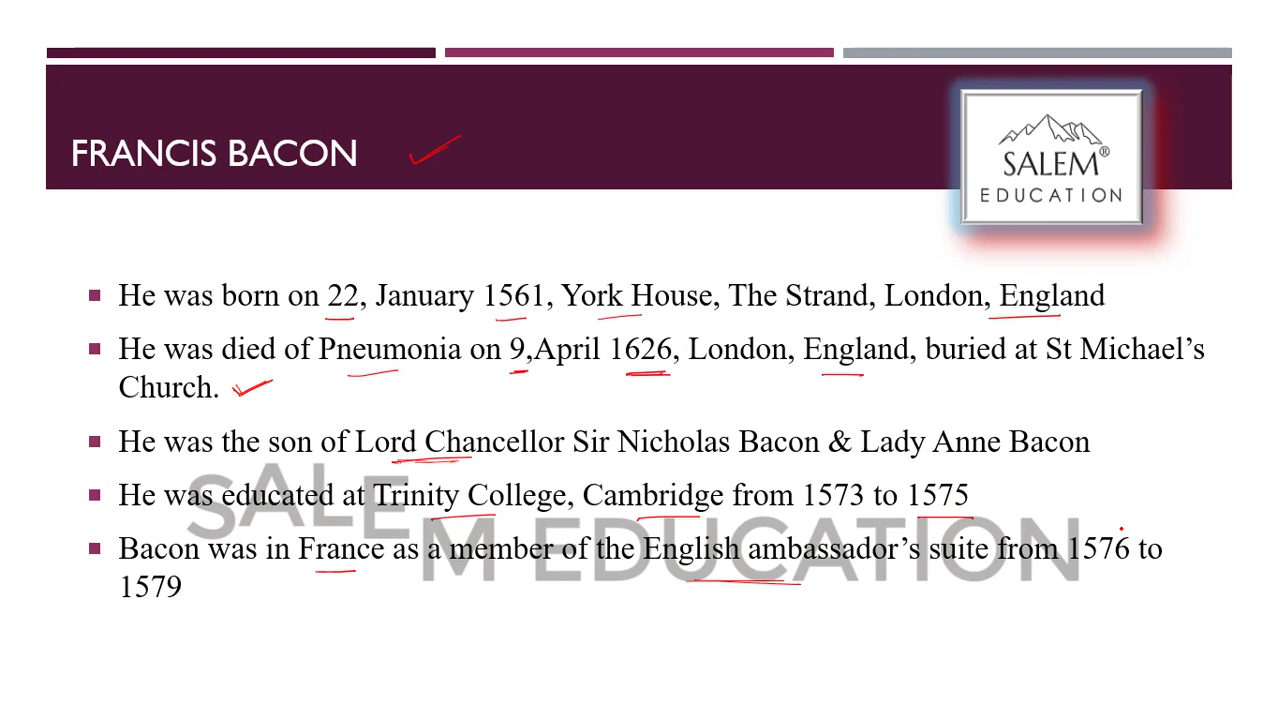 FRANCIS BACON
SALEM®
EDUCATION
He was born on 22, January 1561, York House, The Strand, London, England
He was died of Pneumonia on 9,April 1626, London, England, buried at St Michael’s
Church.
He was the son of Lord Chancellor Sir Nicholas Bacon & Lady Anne Bacon
He was educated at Trinity College, Cambridge from 1573 to 1575
Bacon was in France as a member of the English ambassador’s suite from 1576 to
1579
SALEM EDUCATION